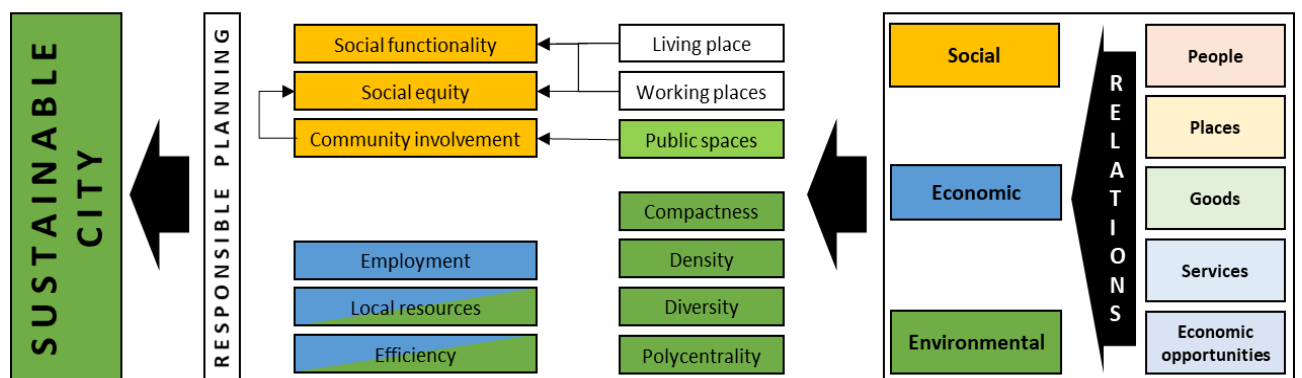 SUSTAINABLE
CITY
RESPONSIBLE PLANNING
Social functionality
Social equity
Community involvement
Employment
Local resources
Efficiency
Living place
Working places
Public spaces
Compactness
Density
Diversity
Polycentrality
Social
Economic
Environmental
RELATIONS
People
Places
Goods
Services
Economic
opportunities